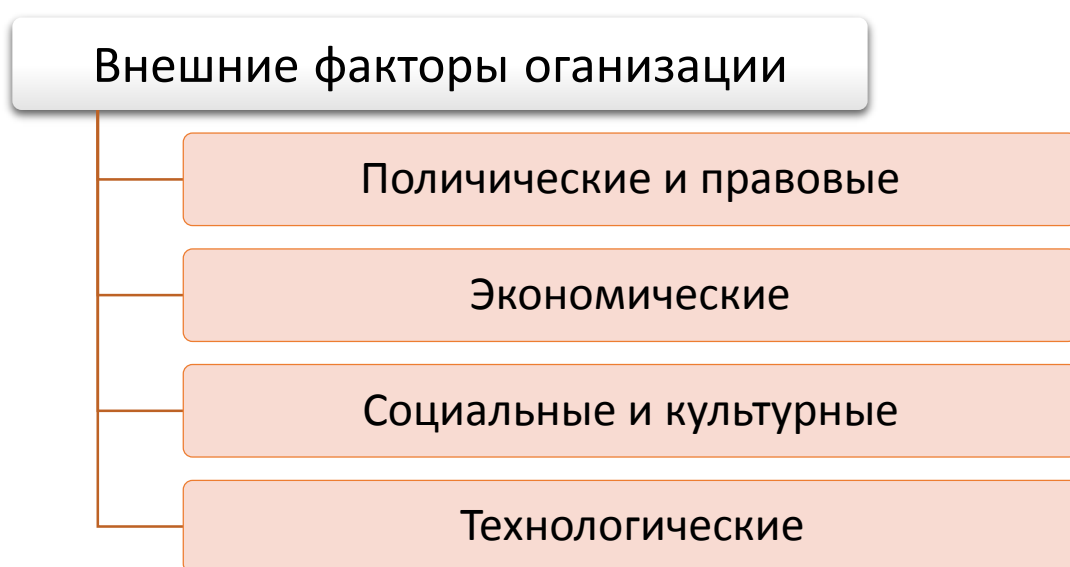 Внешние факторы оганизации
Поличические и правовые
Экономические
Социальные и культурные
Технологические